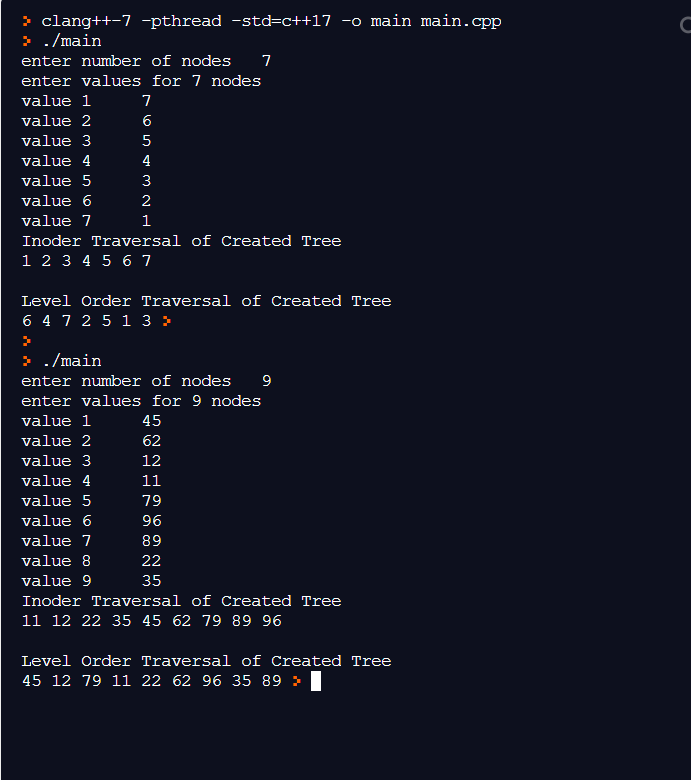 > clang++-7 -pthread -std=c++17 -o main main.cpp
> ./main
enter number of nodes   7
enter values for 7 nodes
value 1     7
value 2     6
value 3     5
value 4     4
value 5     3
value 6     2
value 7     1
Inoder Traversal of Created Tree
1 2 3 4 5 6 7
Level Order Traversal of Created Tree
6 4 7 2 5 1 3 >
>
> ./main
enter number of nodes   9
enter values for 9 nodes
value 1     45
value 2     62
value 3     12
value 4     11
value 5     79
value 6     96
value 7     89
value 8     22
value 9     35
Inoder Traversal of Created Tree
11 12 22 35 45 62 79 89 96
Level Order Traversal of Created Tree
45 12 79 11 22 62 96 35 89 >